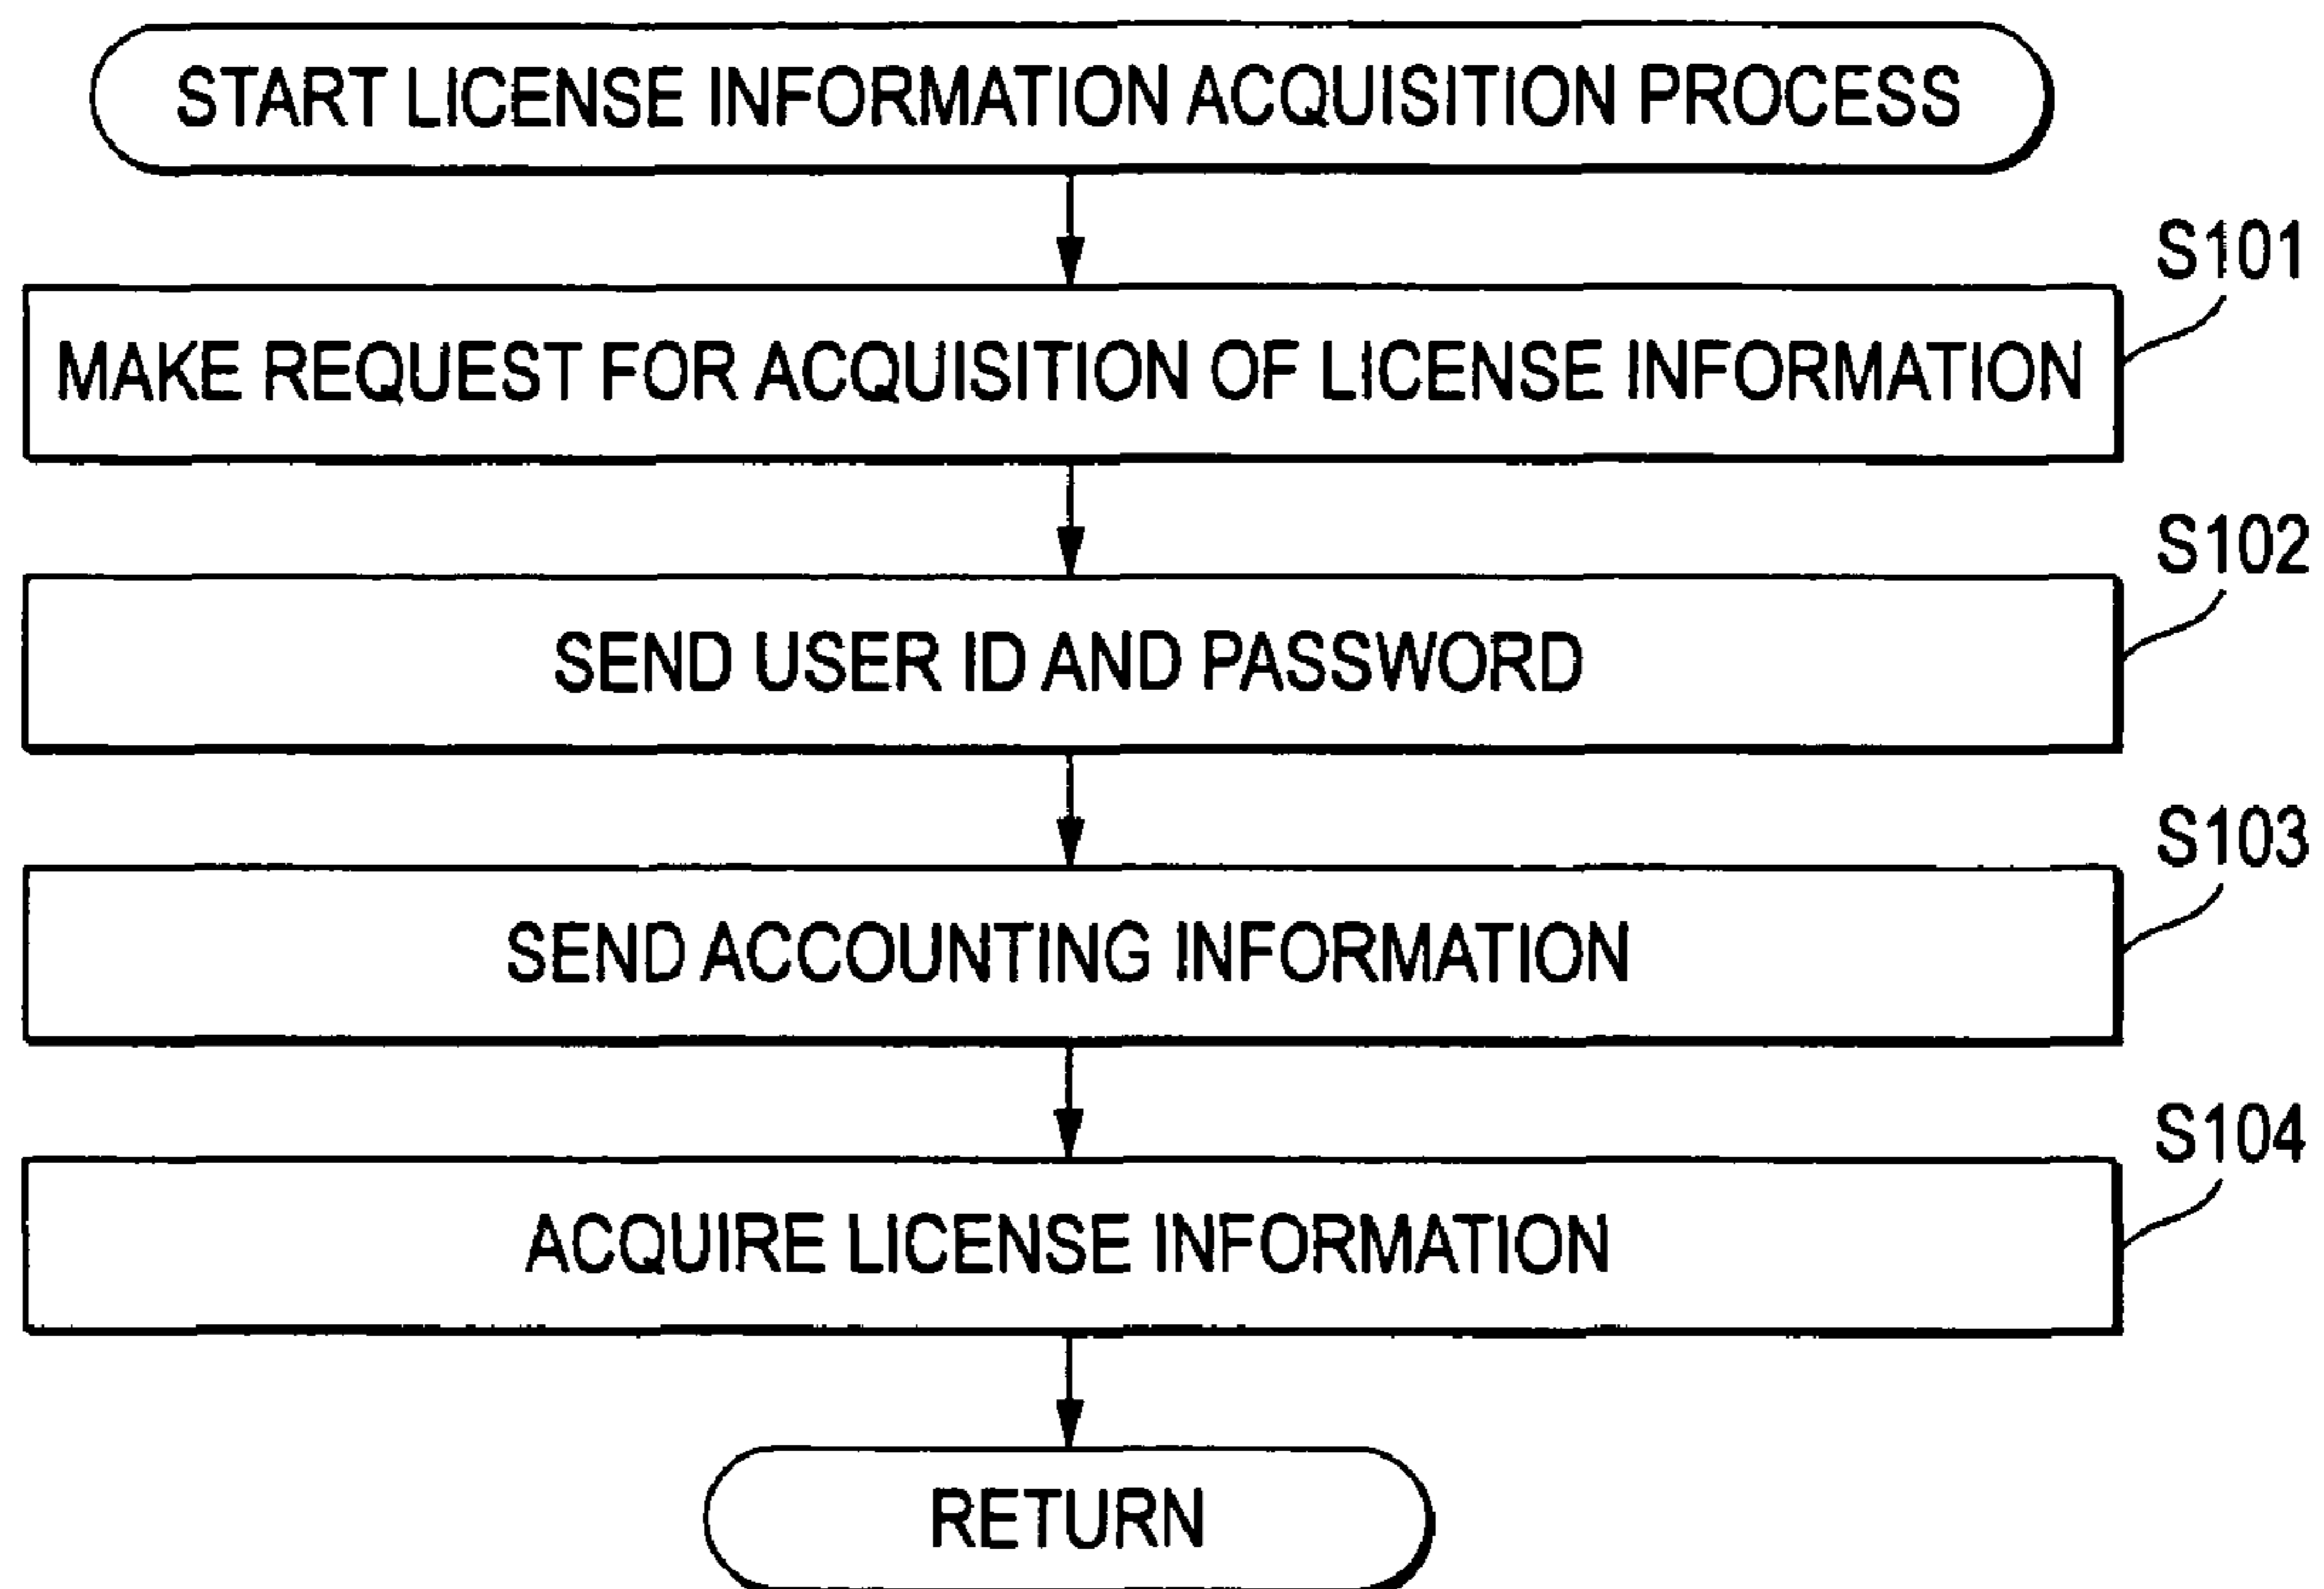 START LICENSE INFORMATION ACQUISITION PROCESS
S101
MAKE REQUEST FOR ACQUISITION OF LICENSE INFORMATION
S102
SEND USER ID AND PASSWORD
S103
SEND ACCOUNTING INFORMATION
S104
ACQUIRE LICENSE INFORMATION
RETURN